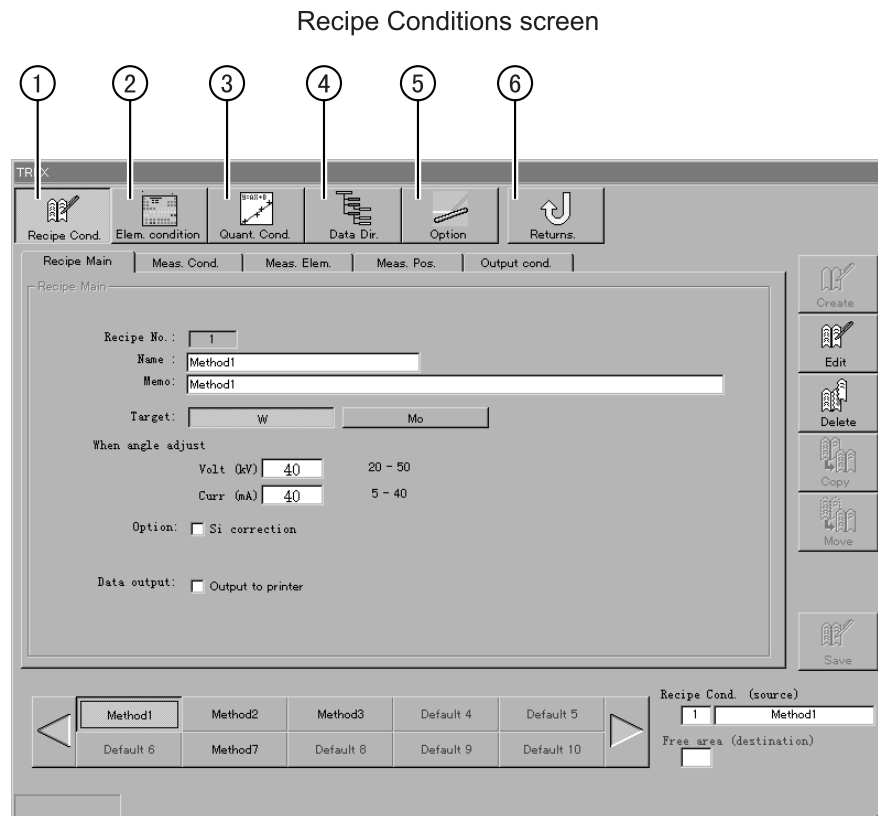 Recipe Conditions screen
1 2 3 4 5 6
Recipe Cond. Elem. condition Quant. Cond. Data Dir. Option Returns.
Recipe Main Meas. Cond. Meas. Elem. Meas. Pos. Output cond.
Recipe Main
Create
Recipe No.: 1
Name : Method1
Edit
Memo: Method1
Delete
Target: W Mo
When angle adjust
Volt (kV) 40 20 - 50
Copy
Curr (mA) 40 5 - 40
Option: Si correction
Move
Data output: Output to printer
Save
Recipe Cond. (source)
Method1 Method2 Method3 Default 4 Default 5
1 Method1
Free area (destination)
Default 6 Method7 Default 8 Default 9 Default 10